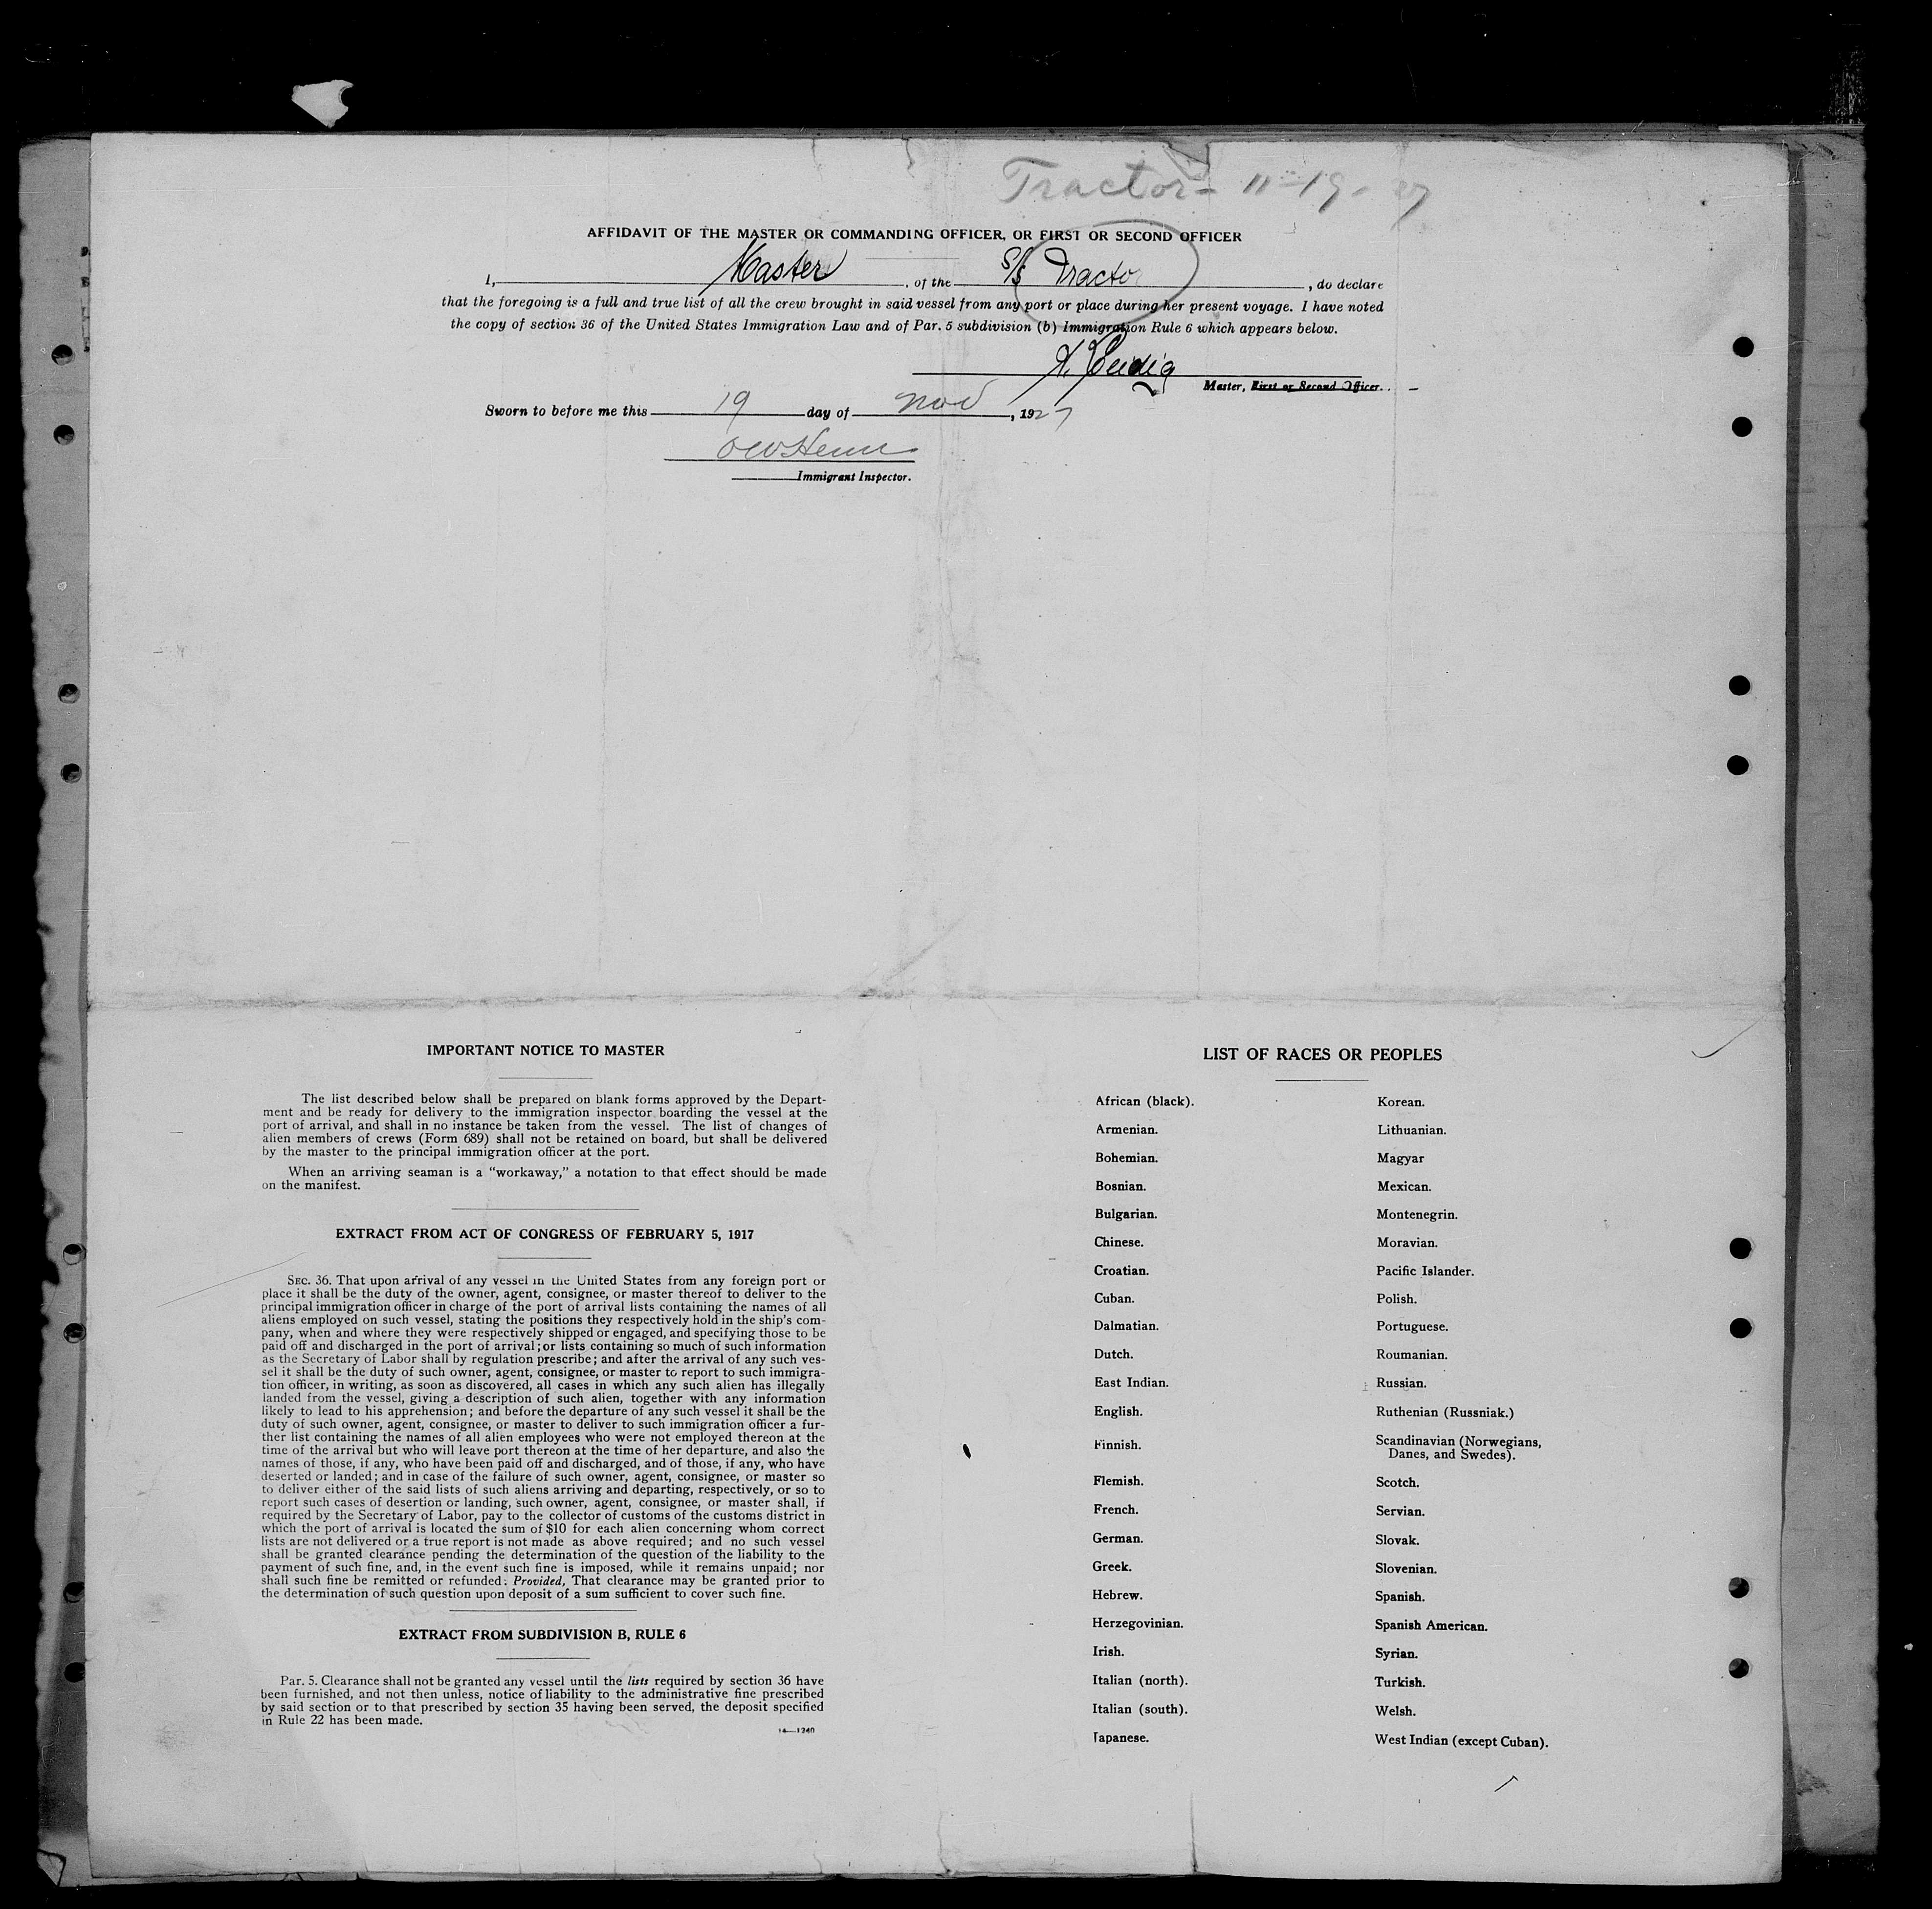 Tractor - 11-19-27
AFFIDAVIT OF THE MASTER OR COMMANDING OFFICER, OR FIRST OR SECOND OFFICER
I, Master, of the S/S Tractor, do declare
that the foregoing is a full and true list of all the crew brought in said vessel from any port or place during her present voyage. I have noted
the copy of section 36 of the United States Immigration Law and of Par. 5 subdivision (b) Immigration Rule 6 which appears below.
Master, First or Second Officer.
Sworn to before me this 19 day of Nov, 1927
Immigrant Inspector.
IMPORTANT NOTICE TO MASTER
The list described below shall be prepared on blank forms approved by the Depart-
ment and be ready for delivery to the immigration inspector boarding the vessel at the
port of arrival, and shall in no instance be taken from the vessel. The list of changes of
alien members of crews (Form 689) shall not be retained on board, but shall be delivered
by the master to the principal immigration officer at the port.
When an arriving seaman is a "workaway," a notation to that effect should be made
on the manifest.
EXTRACT FROM ACT OF CONGRESS OF FEBRUARY 5, 1917
SEC. 36. That upon arrival of any vessel in the United States from any foreign port or
place it shall be the duty of the owner, agent, consignee, or master thereof to deliver to the
principal immigration officer in charge of the port of arrival lists containing the names of all
aliens employed on such vessel, stating the positions they respectively hold in the ship's com-
pany, when and where they were respectively shipped or engaged, and specifying those to be
paid off and discharged in the port of arrival; or lists containing so much of such information
as the Secretary of Labor shall by regulation prescribe; and after the arrival of any such ves-
sel it shall be the duty of such owner, agent, consignee, or master to report to such immigra-
tion officer, in writing, as soon as discovered, all cases in which any such alien has illegally
landed from the vessel, giving a description of such alien, together with any information
likely to lead to his apprehension; and before the departure of any such vessel it shall be the
duty of such owner, agent, consignee, or master to deliver to such immigration officer a fur-
ther list containing the names of all alien employees who were not employed thereon at the
time of the arrival but who will leave port thereon at the time of her departure, and also the
names of those, if any, who have been paid off and discharged, and of those, if any, who have
deserted or landed; and in case of the failure of such owner, agent, consignee, or master so
to deliver either of the said lists of such aliens arriving and departing, respectively, or so to
report such cases of desertion or landing, such owner, agent, consignee, or master shall, if
required by the Secretary of Labor, pay to the collector of customs of the customs district in
which the port of arrival is located the sum of $10 for each alien concerning whom correct
lists are not delivered or a true report is not made as above required; and no such vessel
shall be granted clearance pending the determination of the question of the liability to the
payment of such fine, and, in the event such fine is imposed, while it remains unpaid; nor
shall such fine be remitted or refunded: Provided, That clearance may be granted prior to
the determination of such question upon deposit of a sum sufficient to cover such fine.
EXTRACT FROM SUBDIVISION B, RULE 6
Par. 5. Clearance shall not be granted any vessel until the lists required by section 36 have
been furnished, and not then unless, notice of liability to the administrative fine prescribed
by said section or to that prescribed by section 35 having been served, the deposit specified
in Rule 22 has been made.
14—1240
LIST OF RACES OR PEOPLES
African (black).
Armenian.
Bohemian.
Bosnian.
Bulgarian.
Chinese.
Croatian.
Cuban.
Dalmatian.
Dutch.
East Indian.
English.
Finnish.
Flemish.
French.
German.
Greek.
Hebrew.
Herzegovinian.
Irish.
Italian (north).
Italian (south).
Japanese.
Korean.
Lithuanian.
Magyar
Mexican.
Montenegrin.
Moravian.
Pacific Islander.
Polish.
Portuguese.
Roumanian.
Russian.
Ruthenian (Russniak.)
Scandinavian (Norwegians,
Danes, and Swedes).
Scotch.
Servian.
Slovak.
Slovenian.
Spanish.
Spanish American.
Syrian.
Turkish.
Welsh.
West Indian (except Cuban).